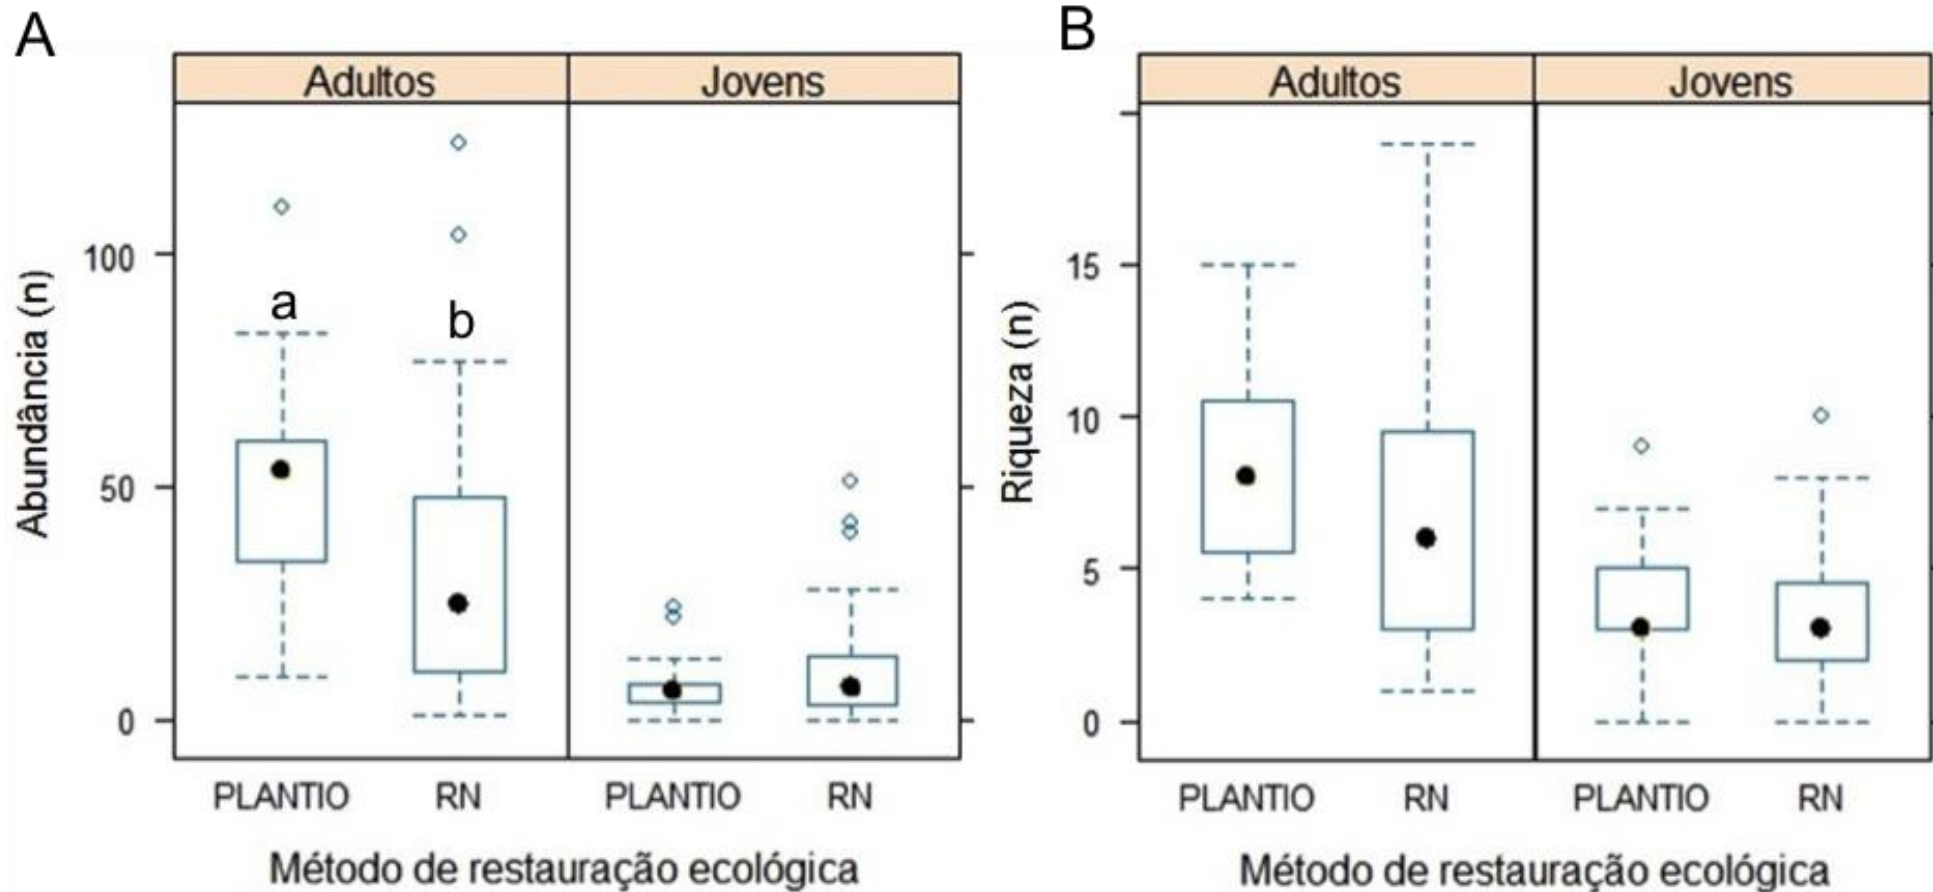 A
Adultos
Jovens
100
50
0
Abundância (n)
a
b
PLANTIO
RN
PLANTIO
RN
Método de restauração ecológica
B
Adultos
Jovens
15
10
5
0
Riqueza (n)
PLANTIO
RN
PLANTIO
RN
Método de restauração ecológica